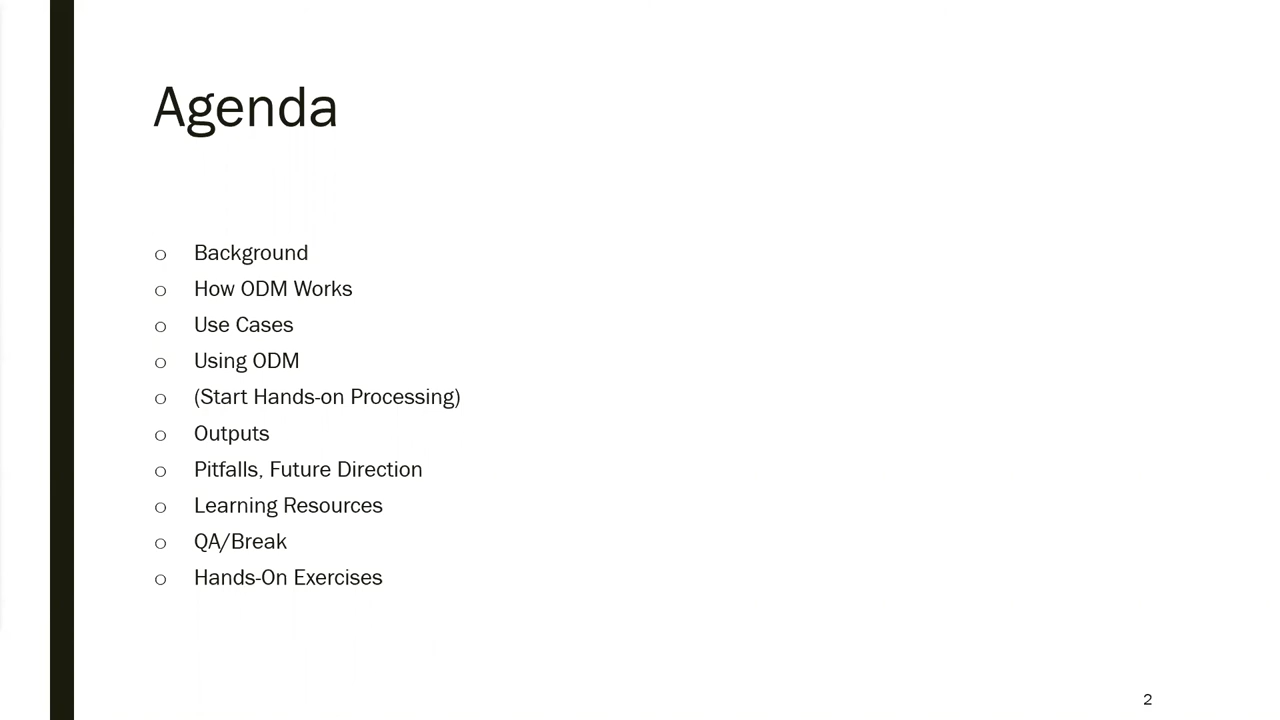 Agenda
o Background
o How ODM Works
o Use Cases
o Using ODM
o (Start Hands-on Processing)
o Outputs
o Pitfalls, Future Direction
o Learning Resources
o QA/Break
o Hands-On Exercises
2